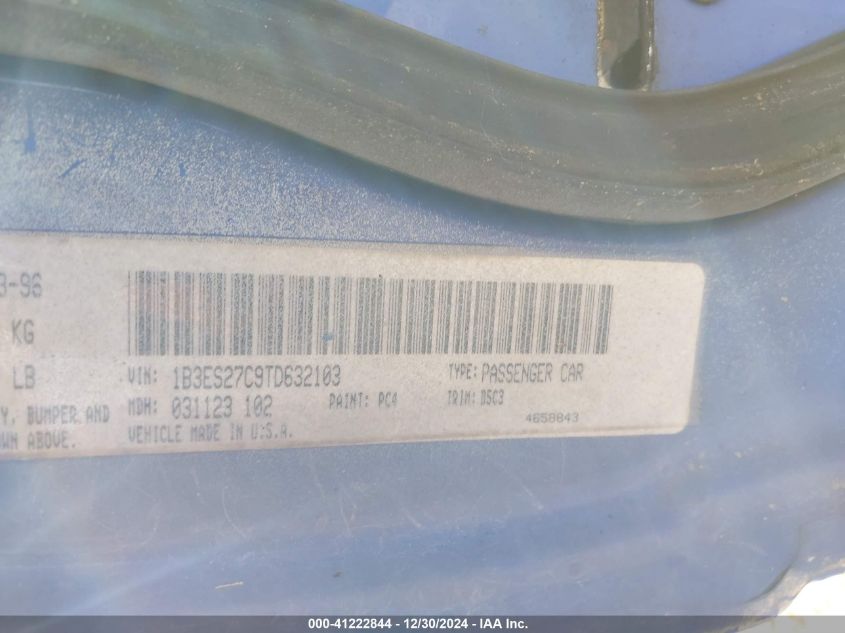 3-96
KG
LB
VIN: 1B3ES27C9TD632103
TYPE: PASSENGER CAR
Y, BUMPER AND
MDH: 031123 102
PAINT: PC4
TRIM: D5C3
WN ABOVE.
VEHICLE MADE IN U.S.A.
4658843
000-41222844 - 12/30/2024 - IAA Inc.